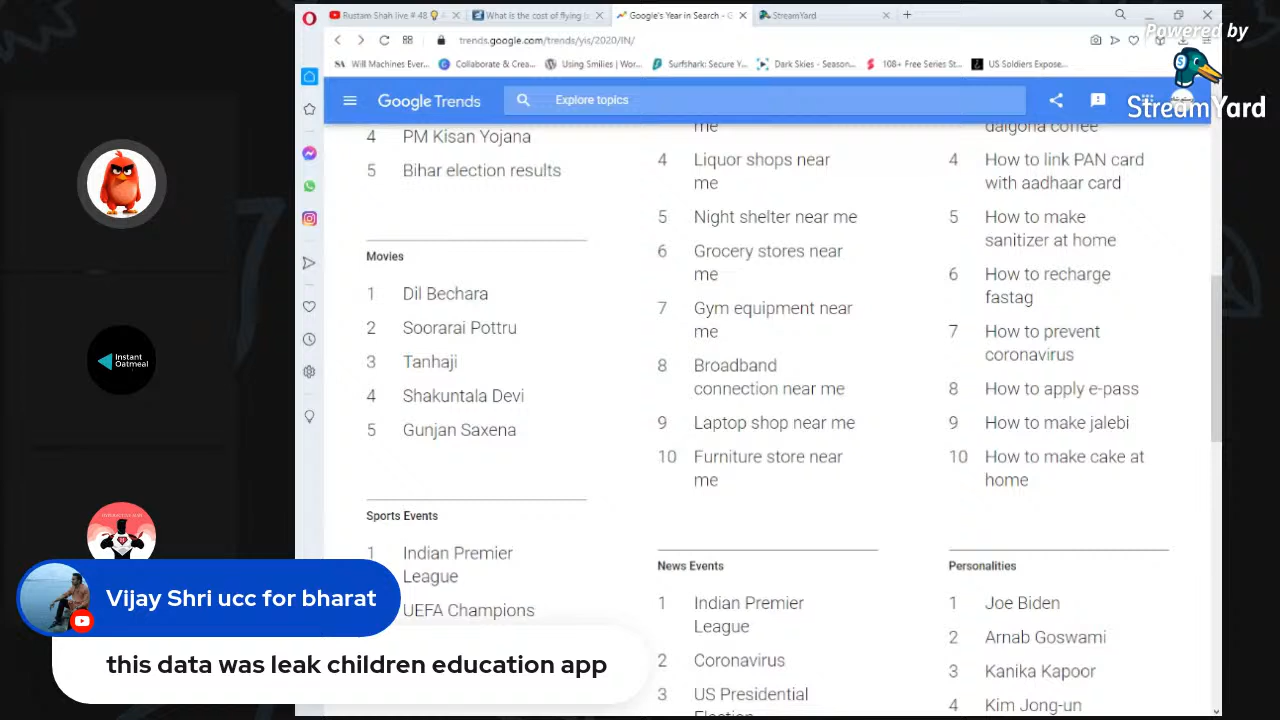 Rustam Shah live # 48
What is the cost of flying
Google's Year in Search - G
StreamYard
trends.google.com/trends/yis/2020/IN/
Will Machines Ever...
Collaborate & Crea...
Using Smilies | Wor...
Surfshark: Secure Y...
Dark Skies - Season...
108+ Free Series St...
US Soldiers Expose...
Powered by
StreamYard
Google Trends
Explore topics
4 PM Kisan Yojana
5 Bihar election results
Movies
1 Dil Bechara
2 Soorarai Pottru
3 Tanhaji
4 Shakuntala Devi
5 Gunjan Saxena
Sports Events
1 Indian Premier
League
UEFA Champions
me
4 Liquor shops near
me
5 Night shelter near me
6 Grocery stores near
me
7 Gym equipment near
me
8 Broadband
connection near me
9 Laptop shop near me
10 Furniture store near
me
News Events
1 Indian Premier
League
2 Coronavirus
3 US Presidential
Election
dalgona coffee
4 How to link PAN card
with aadhaar card
5 How to make
sanitizer at home
6 How to recharge
fastag
7 How to prevent
coronavirus
8 How to apply e-pass
9 How to make jalebi
10 How to make cake at
home
Personalities
1 Joe Biden
2 Arnab Goswami
3 Kanika Kapoor
4 Kim Jong-un
Instant
Oatmeal
Vijay Shri ucc for bharat
this data was leak children education app